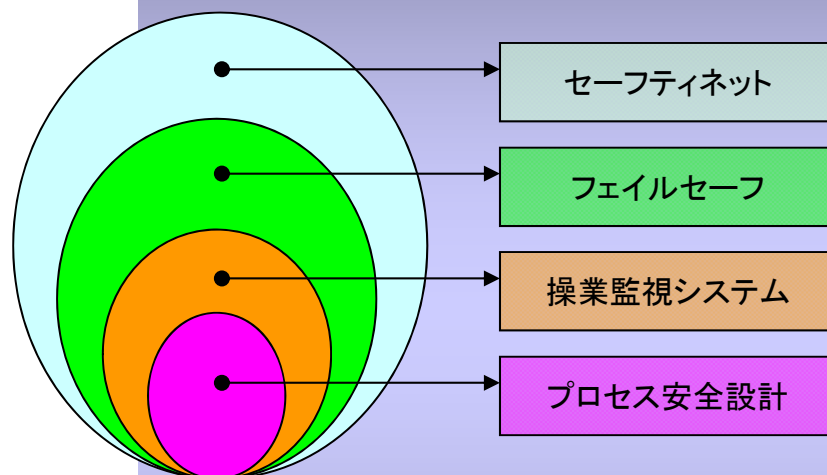 セーフティネット
フェイルセーフ
操業監視システム
プロセス安全設計